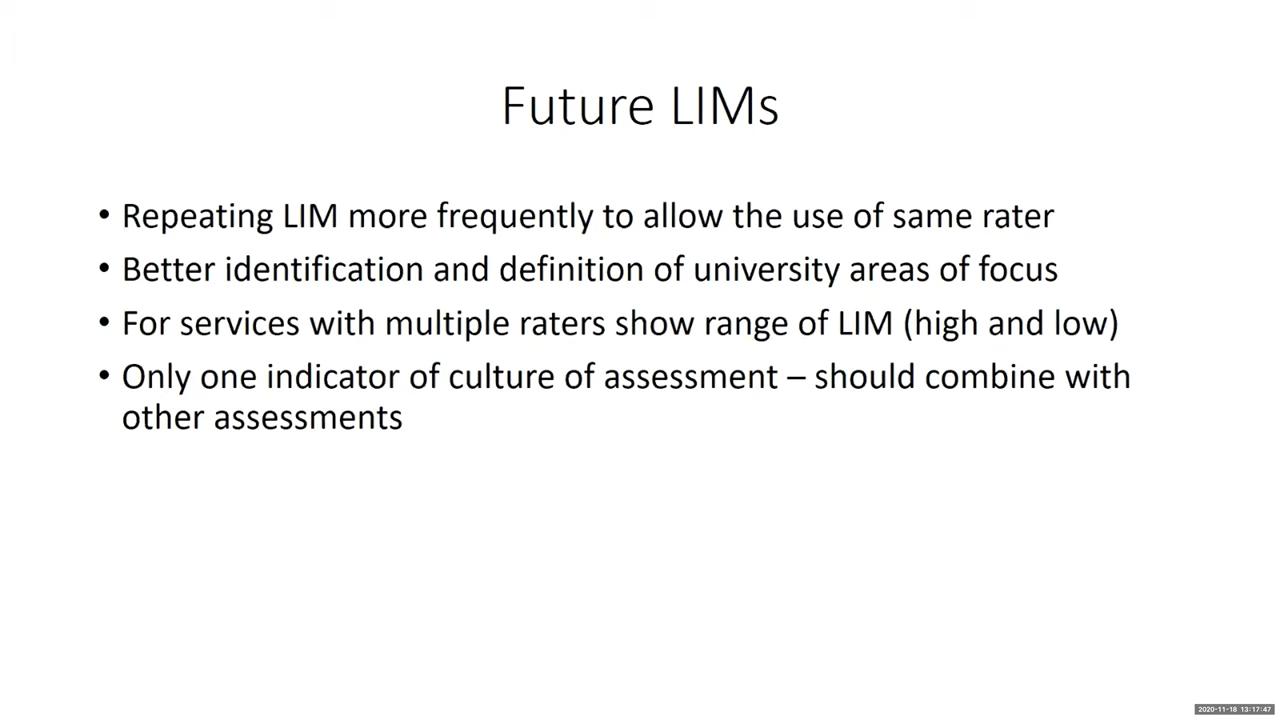 Future LIMs
• Repeating LIM more frequently to allow the use of same rater
• Better identification and definition of university areas of focus
• For services with multiple raters show range of LIM (high and low)
• Only one indicator of culture of assessment – should combine with
other assessments
2020-11-18 13:17:47